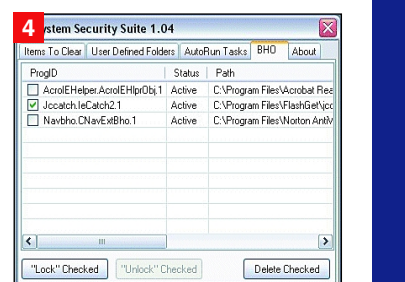 4
ystem Security Suite 1.04
Items To Clear User Defined Folders AutoRun Tasks BHO About
ProgID Status Path
AcroIEHelper.AcroIEHlprObj.1 Active C:\Program Files\Acrobat Rea
Jccatch.IeCatch2.1 Active C:\Program Files\FlashGet\jcc
Navbho.CNavExtBho.1 Active C:\Program Files\Norton AntiV
"Lock" Checked "Unlock" Checked Delete Checked